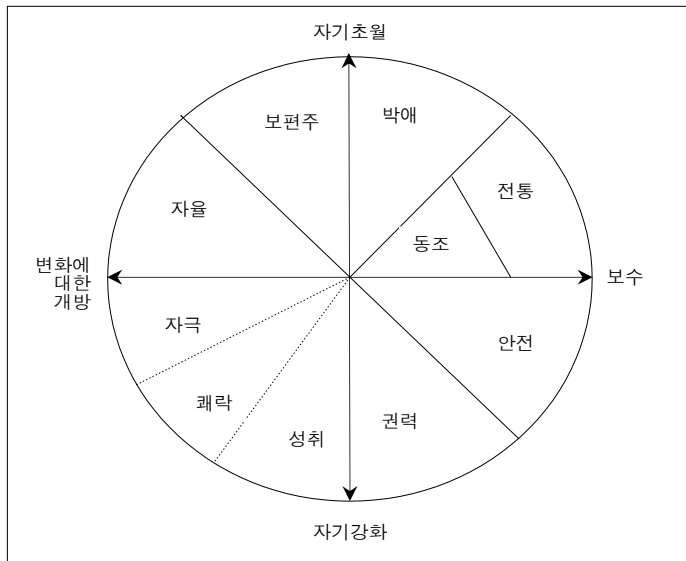 자기초월
보편주
박애
전통
자율
동조
변화에
대한
개방
보수
자극
안전
쾌락
권력
성취
자기강화